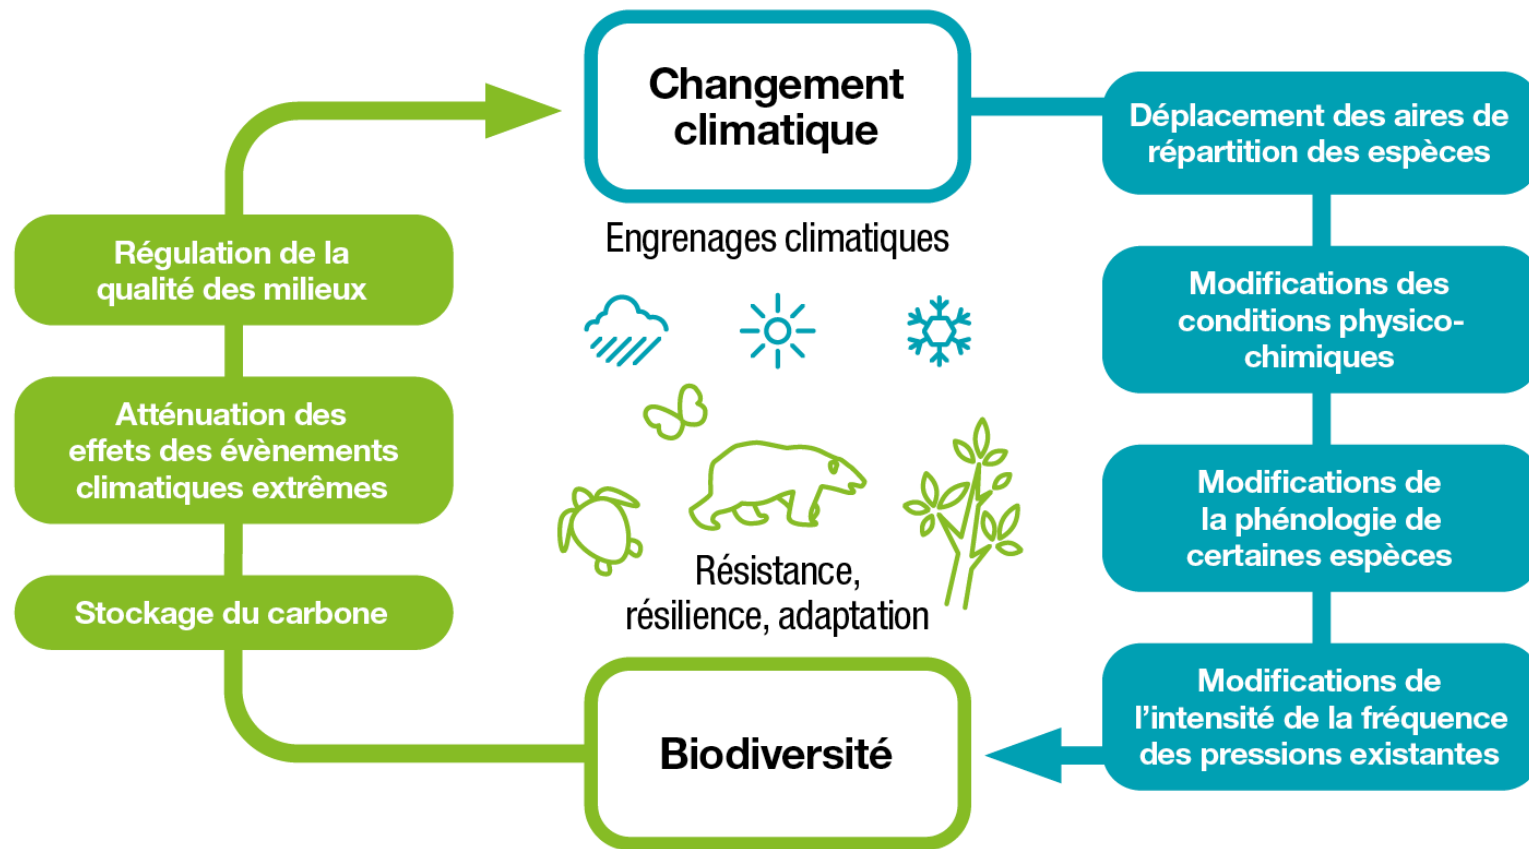 Changement
climatique
Déplacement des aires de
répartition des espèces
Modifications des
conditions physico-
chimiques
Modifications de
la phénologie de
certaines espèces
Modifications de
l’intensité de la fréquence
des pressions existantes
Biodiversité
Stockage du carbone
Atténuation des
effets des évènements
climatiques extrêmes
Régulation de la
qualité des milieux
Engrenages climatiques
Résistance,
résilience, adaptation